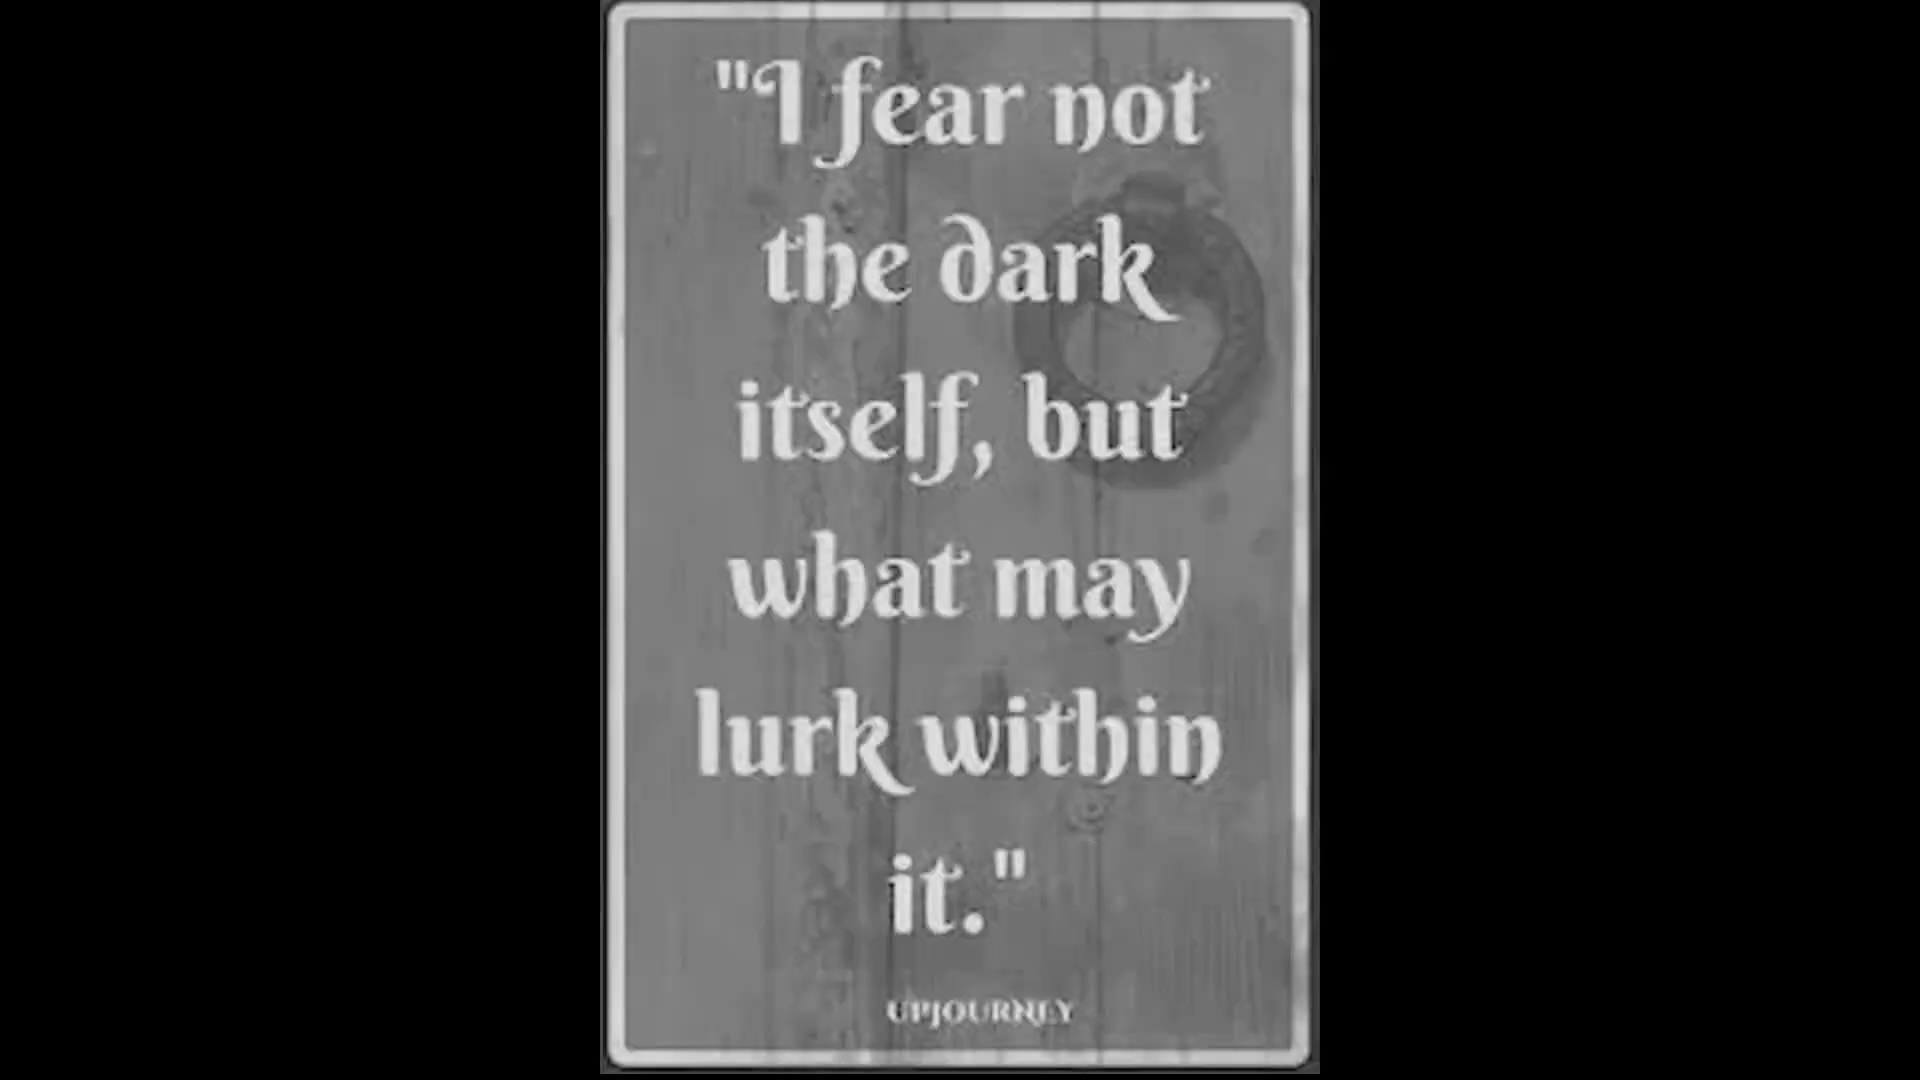 "I fear not
the dark
itself, but
what may
lurk within
it."
UPJOURNEY